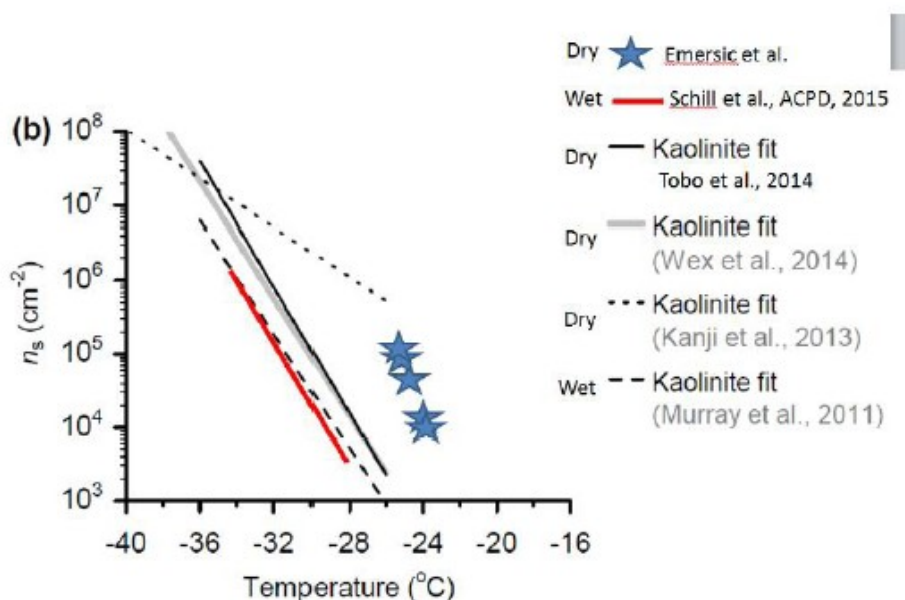 Dry Emersic et al.
Wet Schill et al., ACPD, 2015
Dry Kaolinite fit
Tobo et al., 2014
Dry Kaolinite fit
(Wex et al., 2014)
Dry Kaolinite fit
(Kanji et al., 2013)
Wet Kaolinite fit
(Murray et al., 2011)
(b)
10⁸
10⁷
10⁶
10⁵
10⁴
10³
nₛ (cm⁻²)
-40 -36 -32 -28 -24 -20 -16
Temperature (°C)